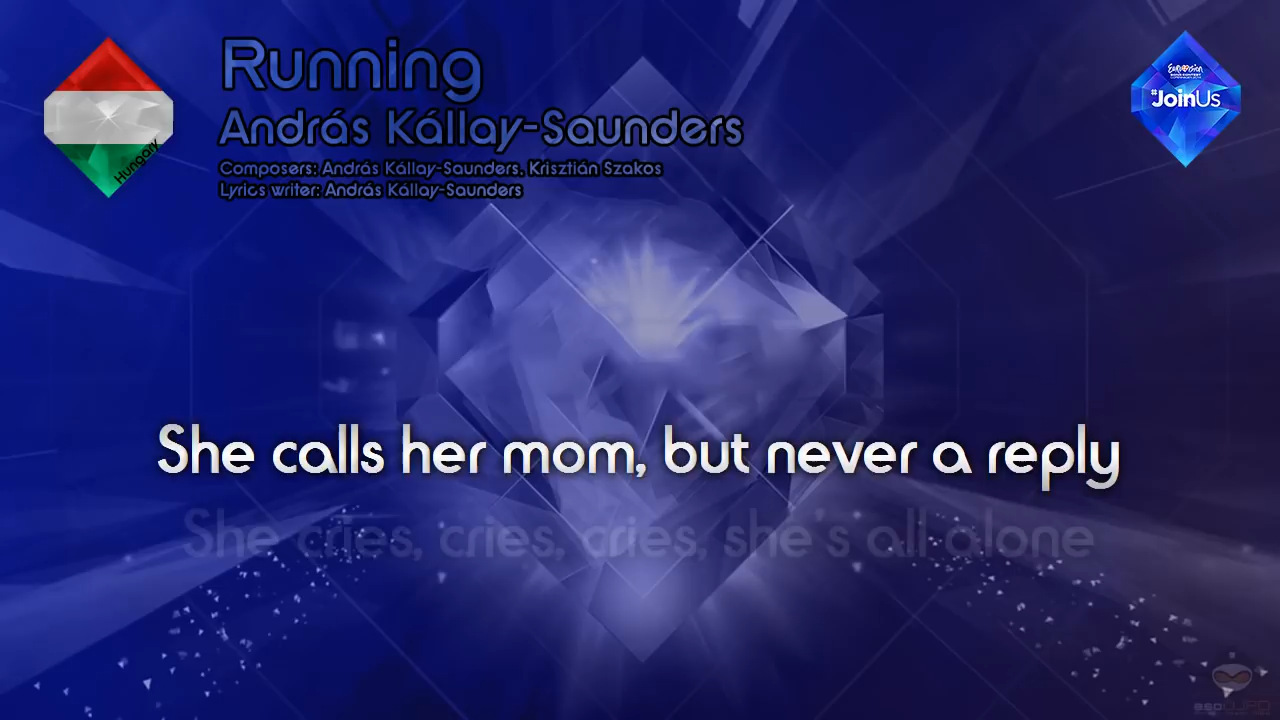 Running
András Kállay-Saunders
Composers: András Kállay-Saunders, Krisztián Szakos
Lyrics writer: András Kállay-Saunders
Hungary
#JoinUs
She calls her mom, but never a reply
She cries, cries, cries, she's all alone